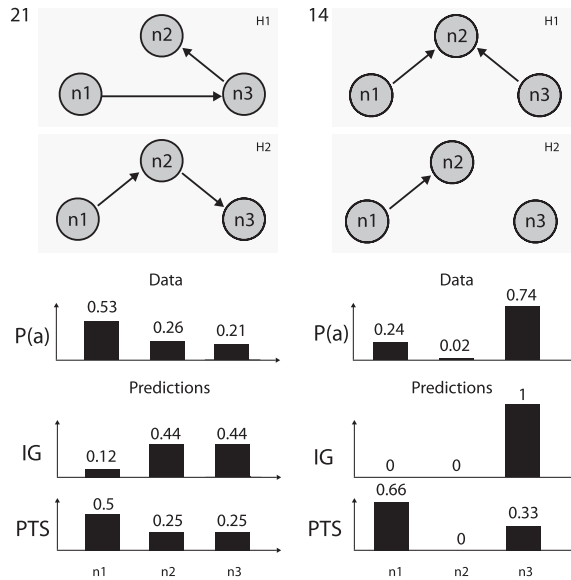 21
H1
n2
n1
n3
H2
n2
n1
n3
Data
P(a)
0.53
0.26
0.21
Predictions
IG
0.12
0.44
0.44
PTS
0.5
0.25
0.25
n1
n2
n3
14
H1
n2
n1
n3
H2
n2
n1
n3
Data
P(a)
0.24
0.02
0.74
Predictions
IG
0
0
1
PTS
0.66
0
0.33
n1
n2
n3